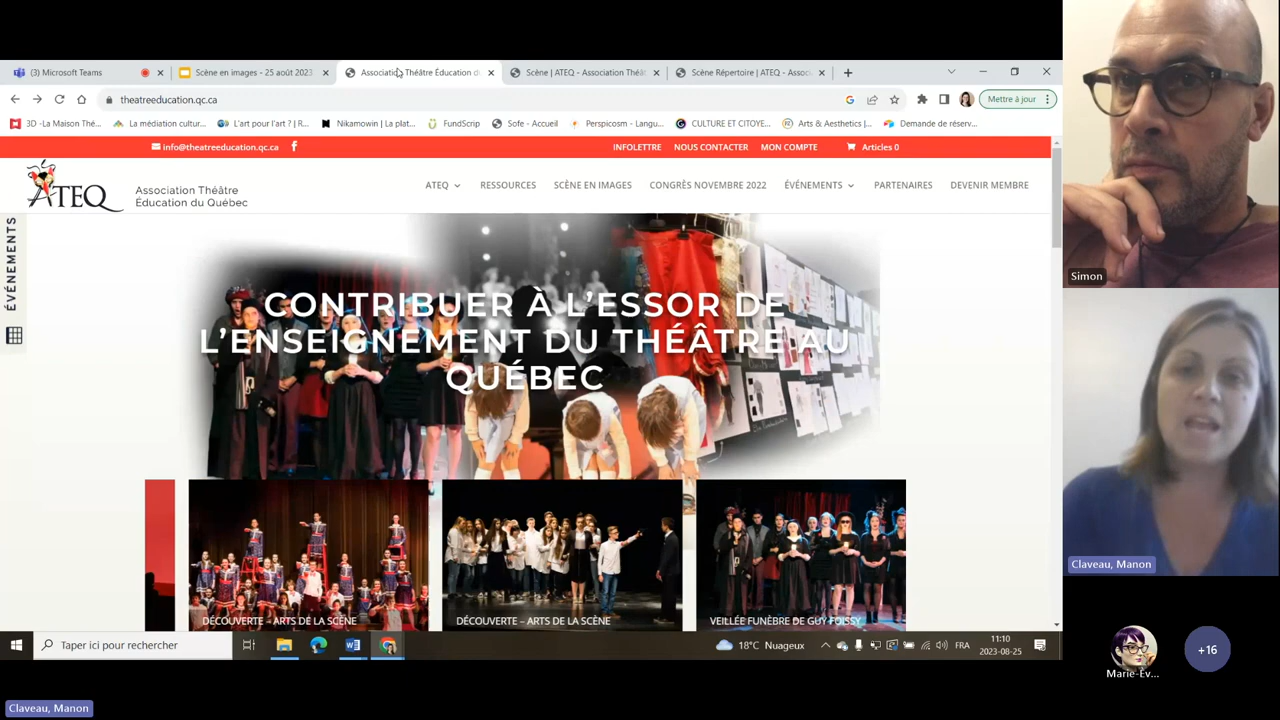 (3) Microsoft Teams
Scène en images - 25 août 2023
Association Théâtre Éducation d
Scène | ATEQ - Association Théât
Scène Répertoire | ATEQ - Assoc
theatreeducation.qc.ca
Mettre à jour
3D -La Maison Thé...
La médiation cultur...
L'art pour l'art ? | R...
Nikamowin | La plat...
FundScrip
Sofe - Accueil
Perspicosm - Langu...
CULTURE ET CITOYE...
Arts & Aesthetics |...
Demande de réserv...
info@theatreeducation.qc.ca
INFOLETTRE
NOUS CONTACTER
MON COMPTE
Articles 0
ATEQ
Association Théâtre
Éducation du Québec
ATEQ
RESSOURCES
SCÈNE EN IMAGES
CONGRÈS NOVEMBRE 2022
ÉVÉNEMENTS
PARTENAIRES
DEVENIR MEMBRE
ÉVÉNEMENTS
CONTRIBUER À L'ESSOR DE
L'ENSEIGNEMENT DU THÉÂTRE AU
QUÉBEC
DÉCOUVERTE – ARTS DE LA SCÈNE
DÉCOUVERTE – ARTS DE LA SCÈNE
VEILLÉE FUNÈBRE DE GUY FOISSY
Taper ici pour rechercher
18°C Nuageux
FRA
11:10
2023-08-25
Simon
Claveau, Manon
Marie-Èv...
+16
Claveau, Manon